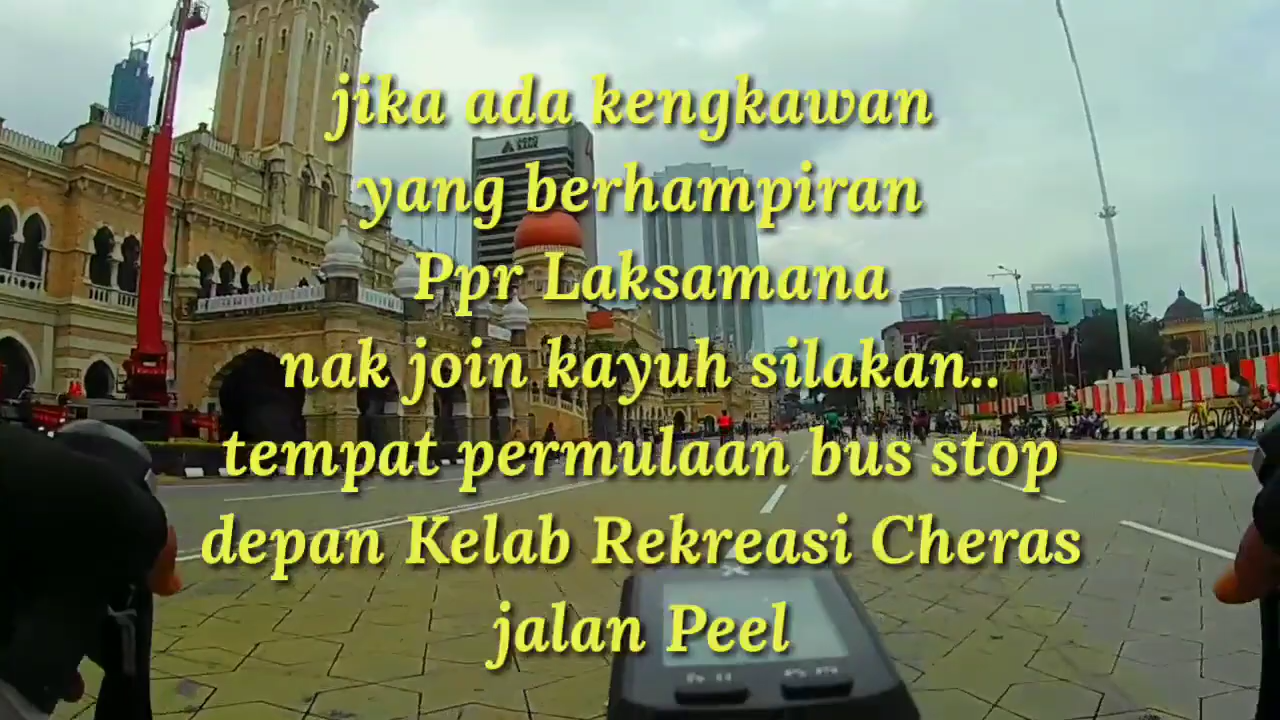 jika ada kengkawan
yang berhampiran
Ppr Laksamana
nak join kayuh silakan..
tempat permulaan bus stop
depan Kelab Rekreasi Cheras
jalan Peel